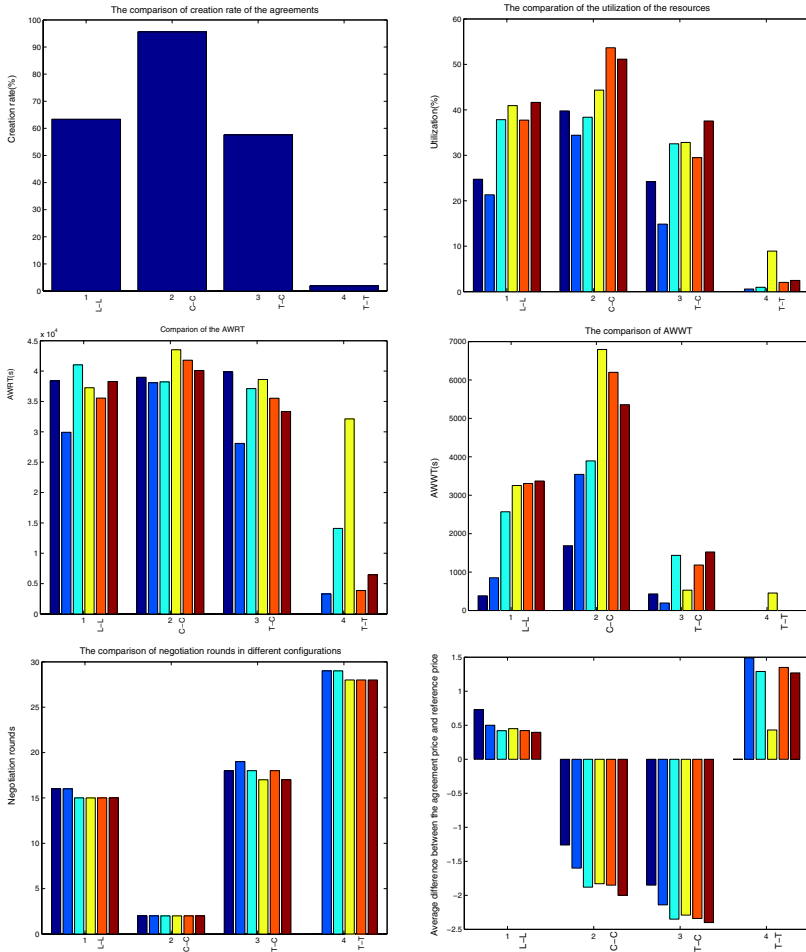 The comparison of creation rate of the agreements
Creation rate(%)
100
90
80
70
60
50
40
30
20
10
0
1
2
3
4
L−L
C−C
T−C
T−T
The comparation of the utilization of the resources
Utilization(%)
60
50
40
30
20
10
0
1
2
3
4
L−L
C−C
T−C
T−T
Comparion of the AWRT
x 10^4
AWRT(s)
4.5
4
3.5
3
2.5
2
1.5
1
0.5
0
1
2
3
4
L−L
C−C
T−C
T−T
The comparison of AWWT
AWWT(s)
7000
6000
5000
4000
3000
2000
1000
0
1
2
3
4
L−L
C−C
T−C
T−T
The comparison of negotiation rounds in different configurations
Negotiation rounds
30
25
20
15
10
5
0
1
2
3
4
L−L
C−C
T−C
T−T
Average difference between the agreement price and reference price
1.5
1
0.5
0
−0.5
−1
−1.5
−2
−2.5
1
2
3
4
L−L
C−C
T−C
T−T